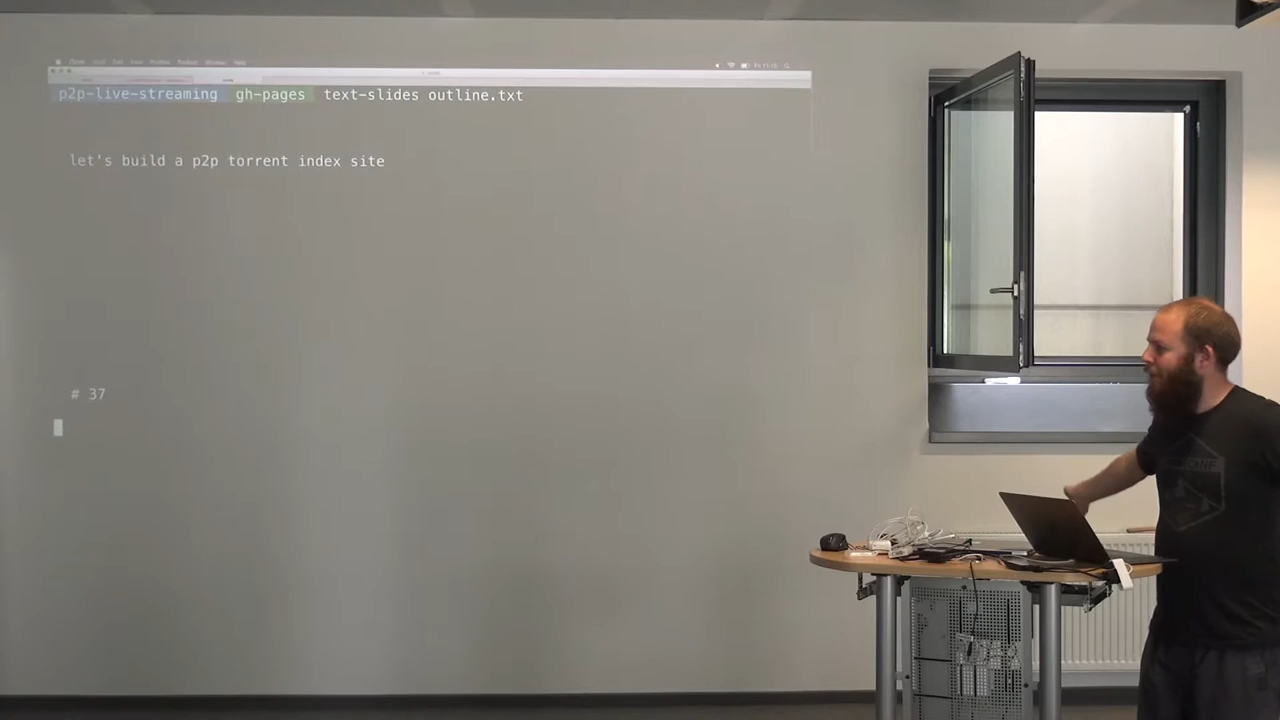 p2p-live-streaming gh-pages text-slides outline.txt
let's build a p2p torrent index site
# 37